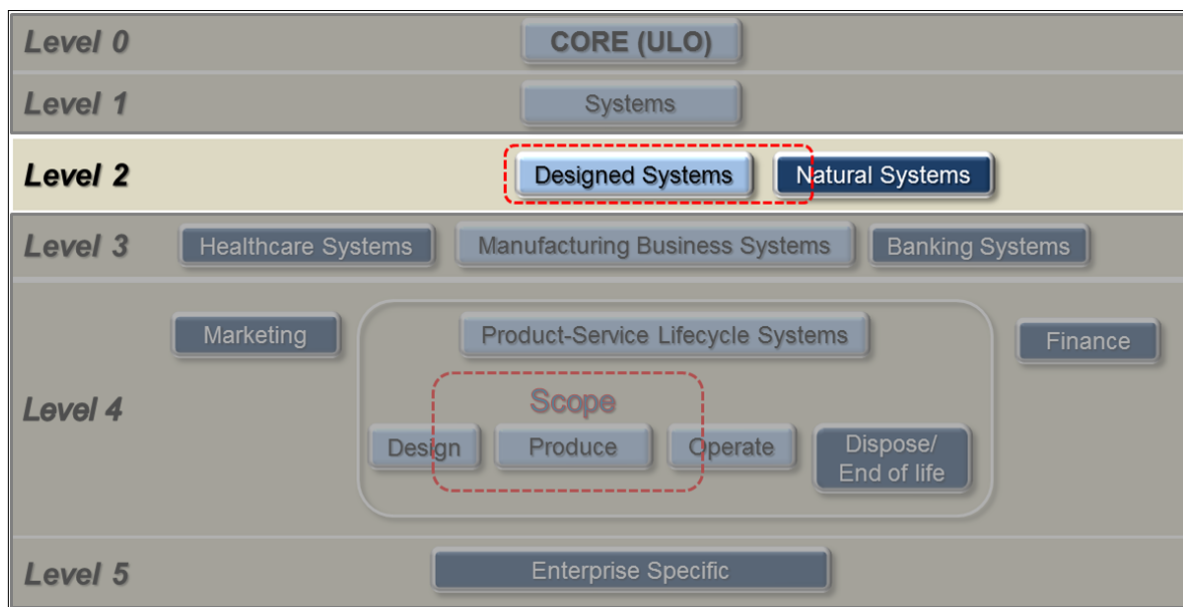 Level 0
CORE (ULO)
Level 1
Systems
Level 2
Designed Systems
Natural Systems
Level 3
Healthcare Systems
Manufacturing Business Systems
Banking Systems
Level 4
Marketing
Product-Service Lifecycle Systems
Finance
Scope
Design
Produce
Operate
Dispose/
End of life
Level 5
Enterprise Specific